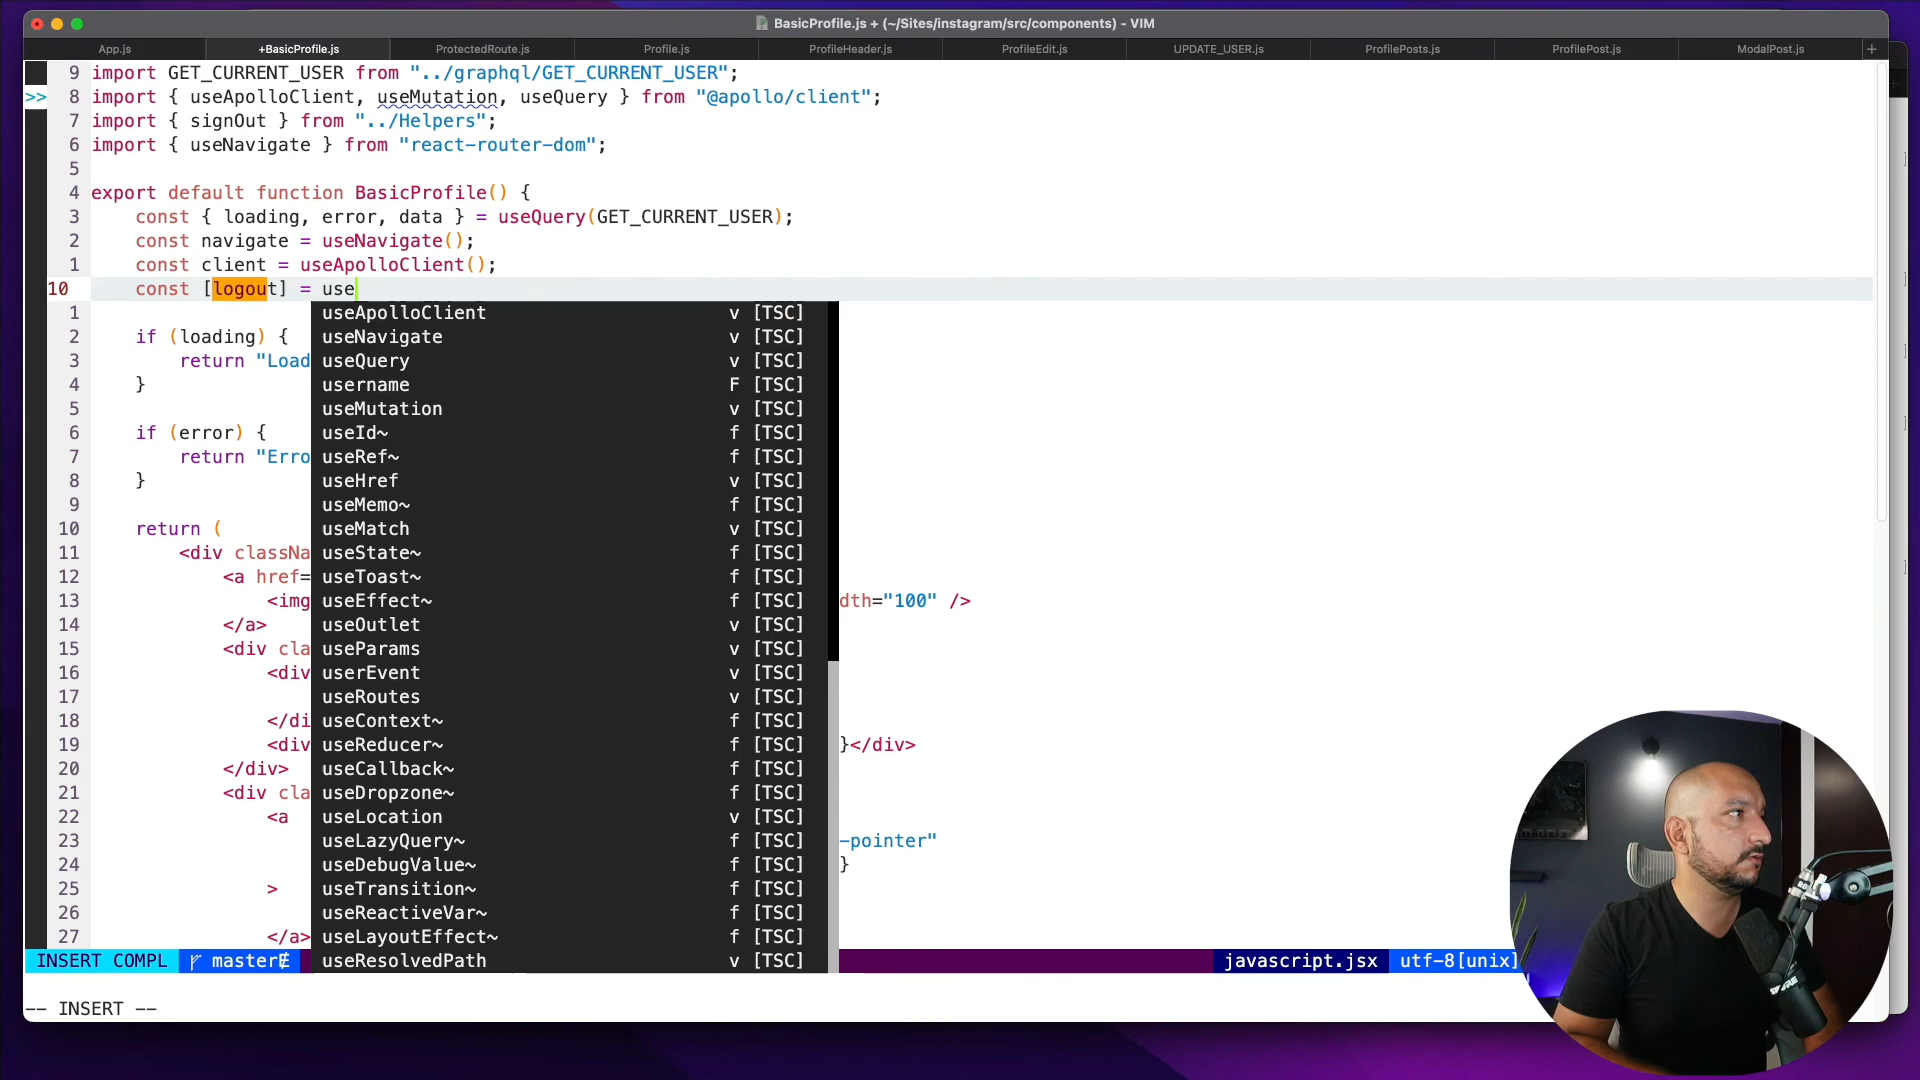 BasicProfile.js + (~/Sites/instagram/src/components) - VIM
App.js +BasicProfile.js ProtectedRoute.js Profile.js ProfileHeader.js ProfileEdit.js UPDATE_USER.js ProfilePosts.js ProfilePost.js ModalPost.js +
9 import GET_CURRENT_USER from "../graphql/GET_CURRENT_USER";
>> 8 import { useApolloClient, useMutation, useQuery } from "@apollo/client";
7 import { signOut } from "../Helpers";
6 import { useNavigate } from "react-router-dom";
5
4 export default function BasicProfile() {
3 const { loading, error, data } = useQuery(GET_CURRENT_USER);
2 const navigate = useNavigate();
1 const client = useApolloClient();
10 const [logout] = use
1 useApolloClient v [TSC]
2 if (loading) { useNavigate v [TSC]
3 return "Load useQuery v [TSC]
4 } username F [TSC]
5 useMutation v [TSC]
6 if (error) { useId~ f [TSC]
7 return "Erro useRef~ f [TSC]
8 } useHref v [TSC]
9 useMemo~ f [TSC]
10 return ( useMatch v [TSC]
11 <div classNa useState~ f [TSC]
12 <a href= useToast~ f [TSC]
13 <img useEffect~ f [TSC] dth="100" />
14 </a> useOutlet v [TSC]
15 <div cla useParams v [TSC]
16 <div userEvent v [TSC]
17 useRoutes v [TSC]
18 </di useContext~ f [TSC]
19 <div useReducer~ f [TSC] }</div>
20 </div> useCallback~ f [TSC]
21 <div cla useDropzone~ f [TSC]
22 <a useLocation v [TSC]
23 useLazyQuery~ f [TSC] -pointer"
24 useDebugValue~ f [TSC] }
25 > useTransition~ f [TSC]
26 useReactiveVar~ f [TSC]
27 </a> useLayoutEffect~ f [TSC]
INSERT COMPL master useResolvedPath v [TSC] javascript.jsx utf-8[unix]
-- INSERT --